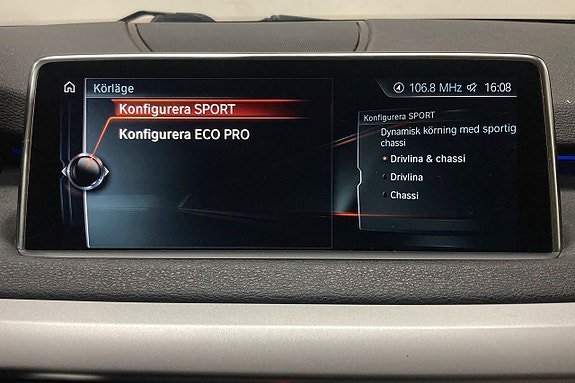 Körläge
106.8 MHz 16:08
Konfigurera SPORT
Konfigurera ECO PRO
Konfigurera SPORT
Dynamisk körning med sportig
chassi
Drivlina & chassi
Drivlina
Chassi